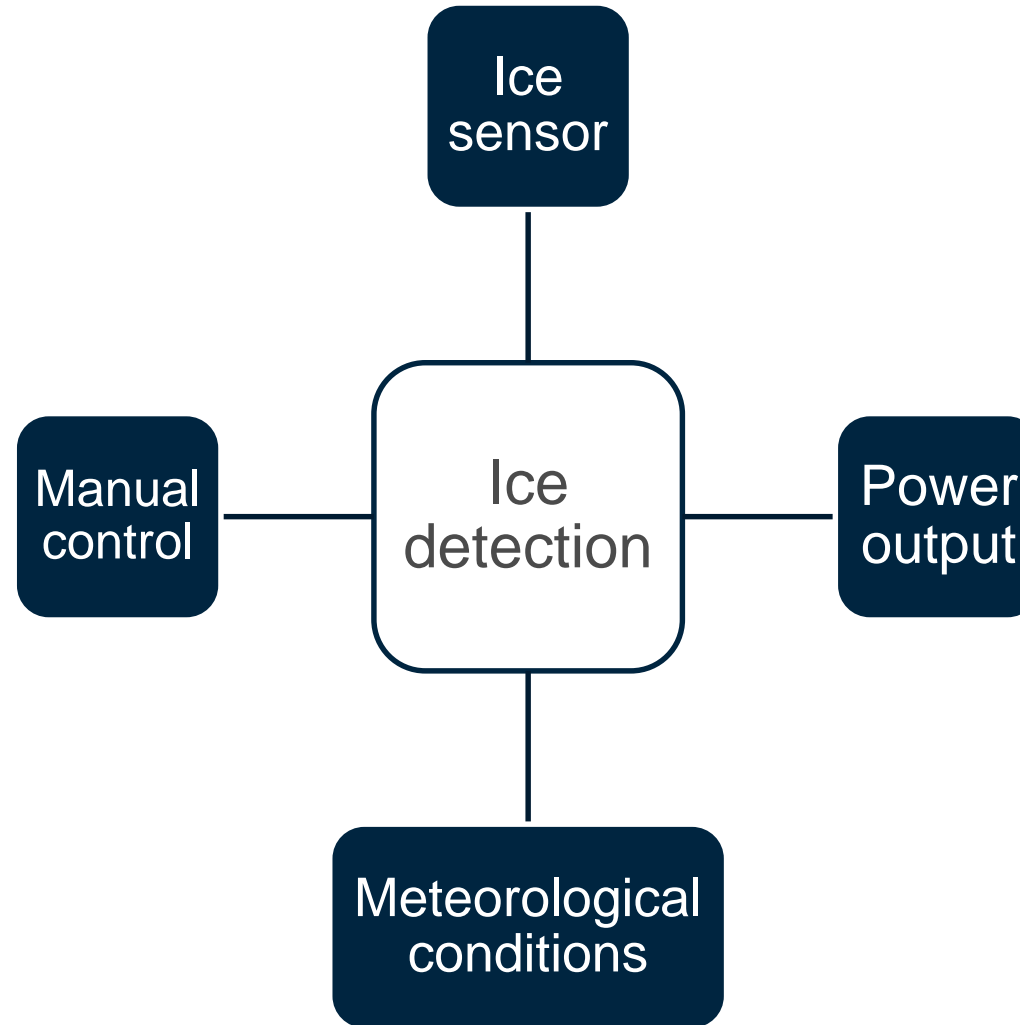 Ice
sensor
Manual
control
Ice
detection
Power
output
Meteorological
conditions